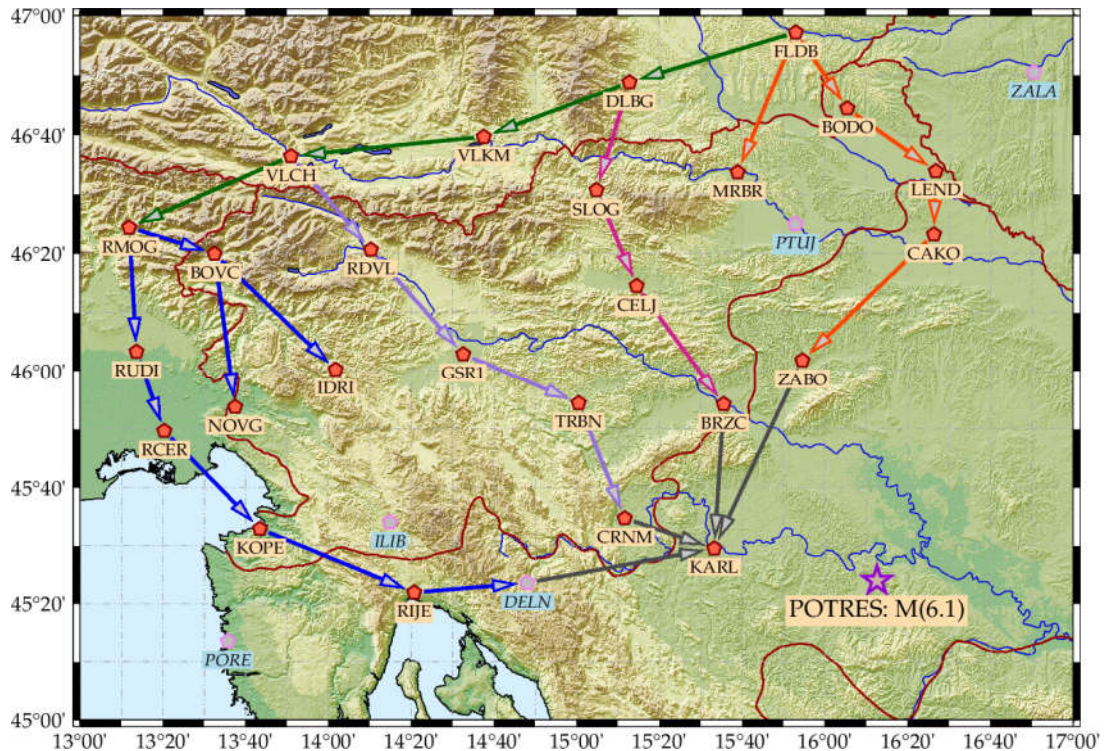 47°00'
FLDB
ZALA
DLBG
BODO
46°40'
VLKM
VLCH
MRBR
LEND
SLOG
RMOG
PTUJ
46°20'
BOVC
RDVL
CAKO
CELJ
46°00'
RUDI
IDRI
GSR1
ZABO
NOVG
TRBN
BRZC
RCER
45°40'
KOPE
ILIB
CRNM
KARL
45°20'
RIJE
DELN
POTRES: M(6.1)
PORE
45°00'
13°00' 13°20' 13°40' 14°00' 14°20' 14°40' 15°00' 15°20' 15°40' 16°00' 16°20' 16°40' 17°00'